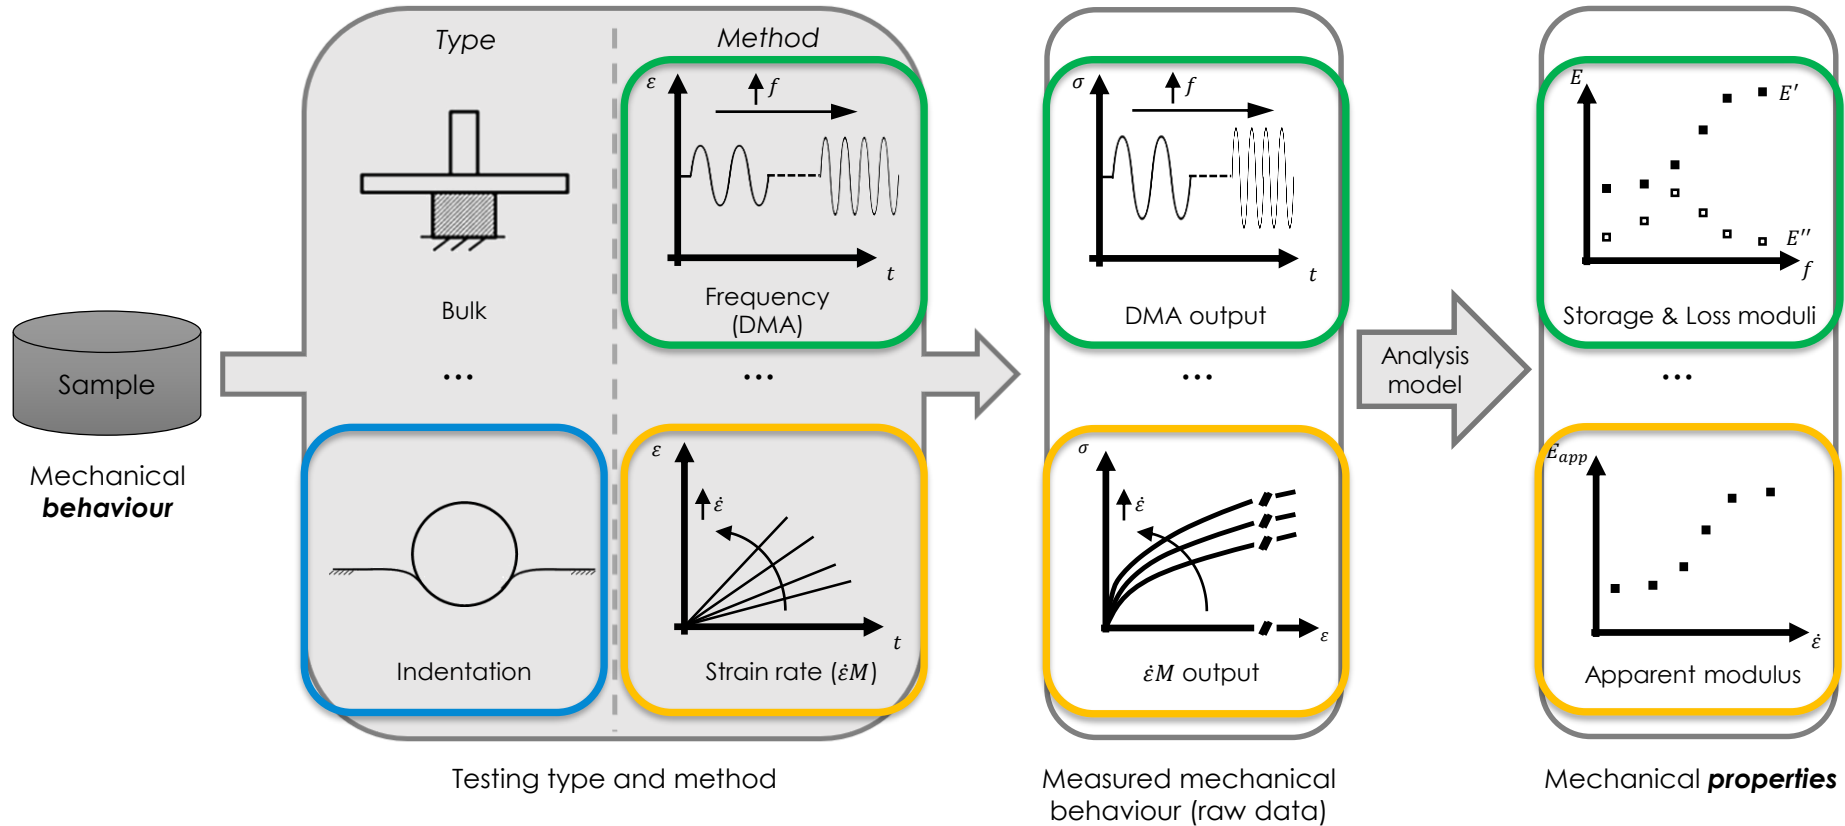 Sample
Mechanical
behaviour
Type
Method
Bulk
...
Indentation
ε
f
t
Frequency
(DMA)
...
ε
ε̇
t
Strain rate (ε̇M)
Testing type and method
σ
f
t
DMA output
...
σ
ε̇
ε
ε̇M output
Measured mechanical
behaviour (raw data)
Analysis
model
E
E'
E''
f
Storage & Loss moduli
...
E_app
ε̇
Apparent modulus
Mechanical properties